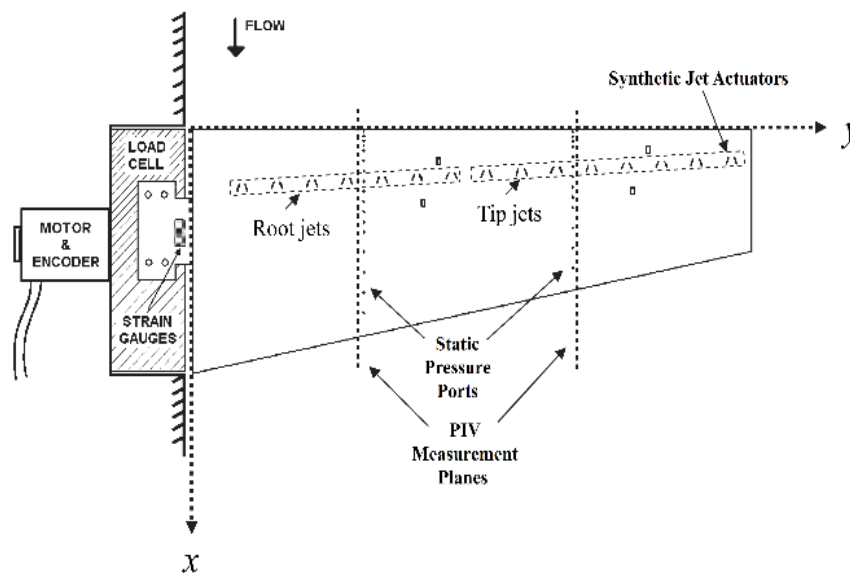 FLOW
Synthetic Jet Actuators
y
LOAD
CELL
Root jets
Tip jets
MOTOR
&
ENCODER
STRAIN
GAUGES
Static
Pressure
Ports
PIV
Measurement
Planes
x